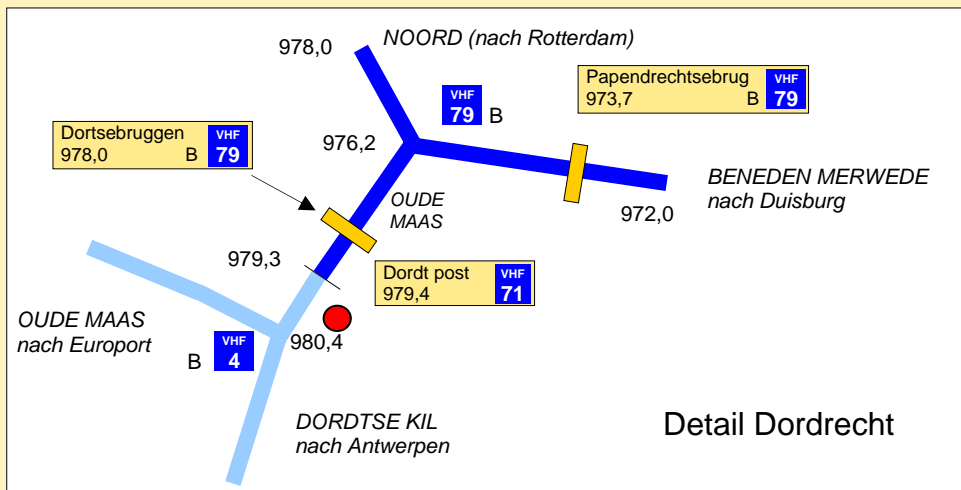 978,0
NOORD (nach Rotterdam)
Papendrechtsebrug
973,7 B
VHF
79
VHF
79
B
Dortsebruggen
978,0 B
VHF
79
976,2
OUDE
MAAS
BENEDEN MERWEDE
nach Duisburg
972,0
979,3
Dordt post
979,4
VHF
71
OUDE MAAS
nach Europort
B
VHF
4
980,4
DORDTSE KIL
nach Antwerpen
Detail Dordrecht